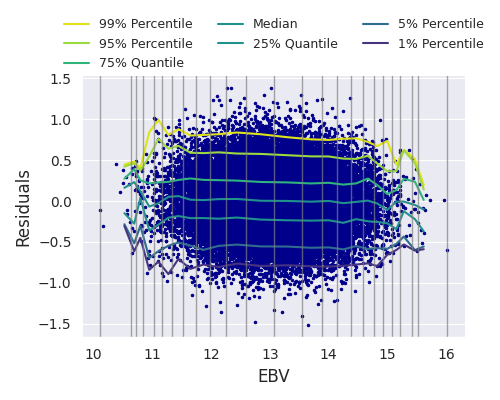 99% Percentile Median 5% Percentile
95% Percentile 25% Quantile 1% Percentile
75% Quantile
1.5
1.0
0.5
0.0
−0.5
−1.0
−1.5
Residuals
10 11 12 13 14 15 16
EBV